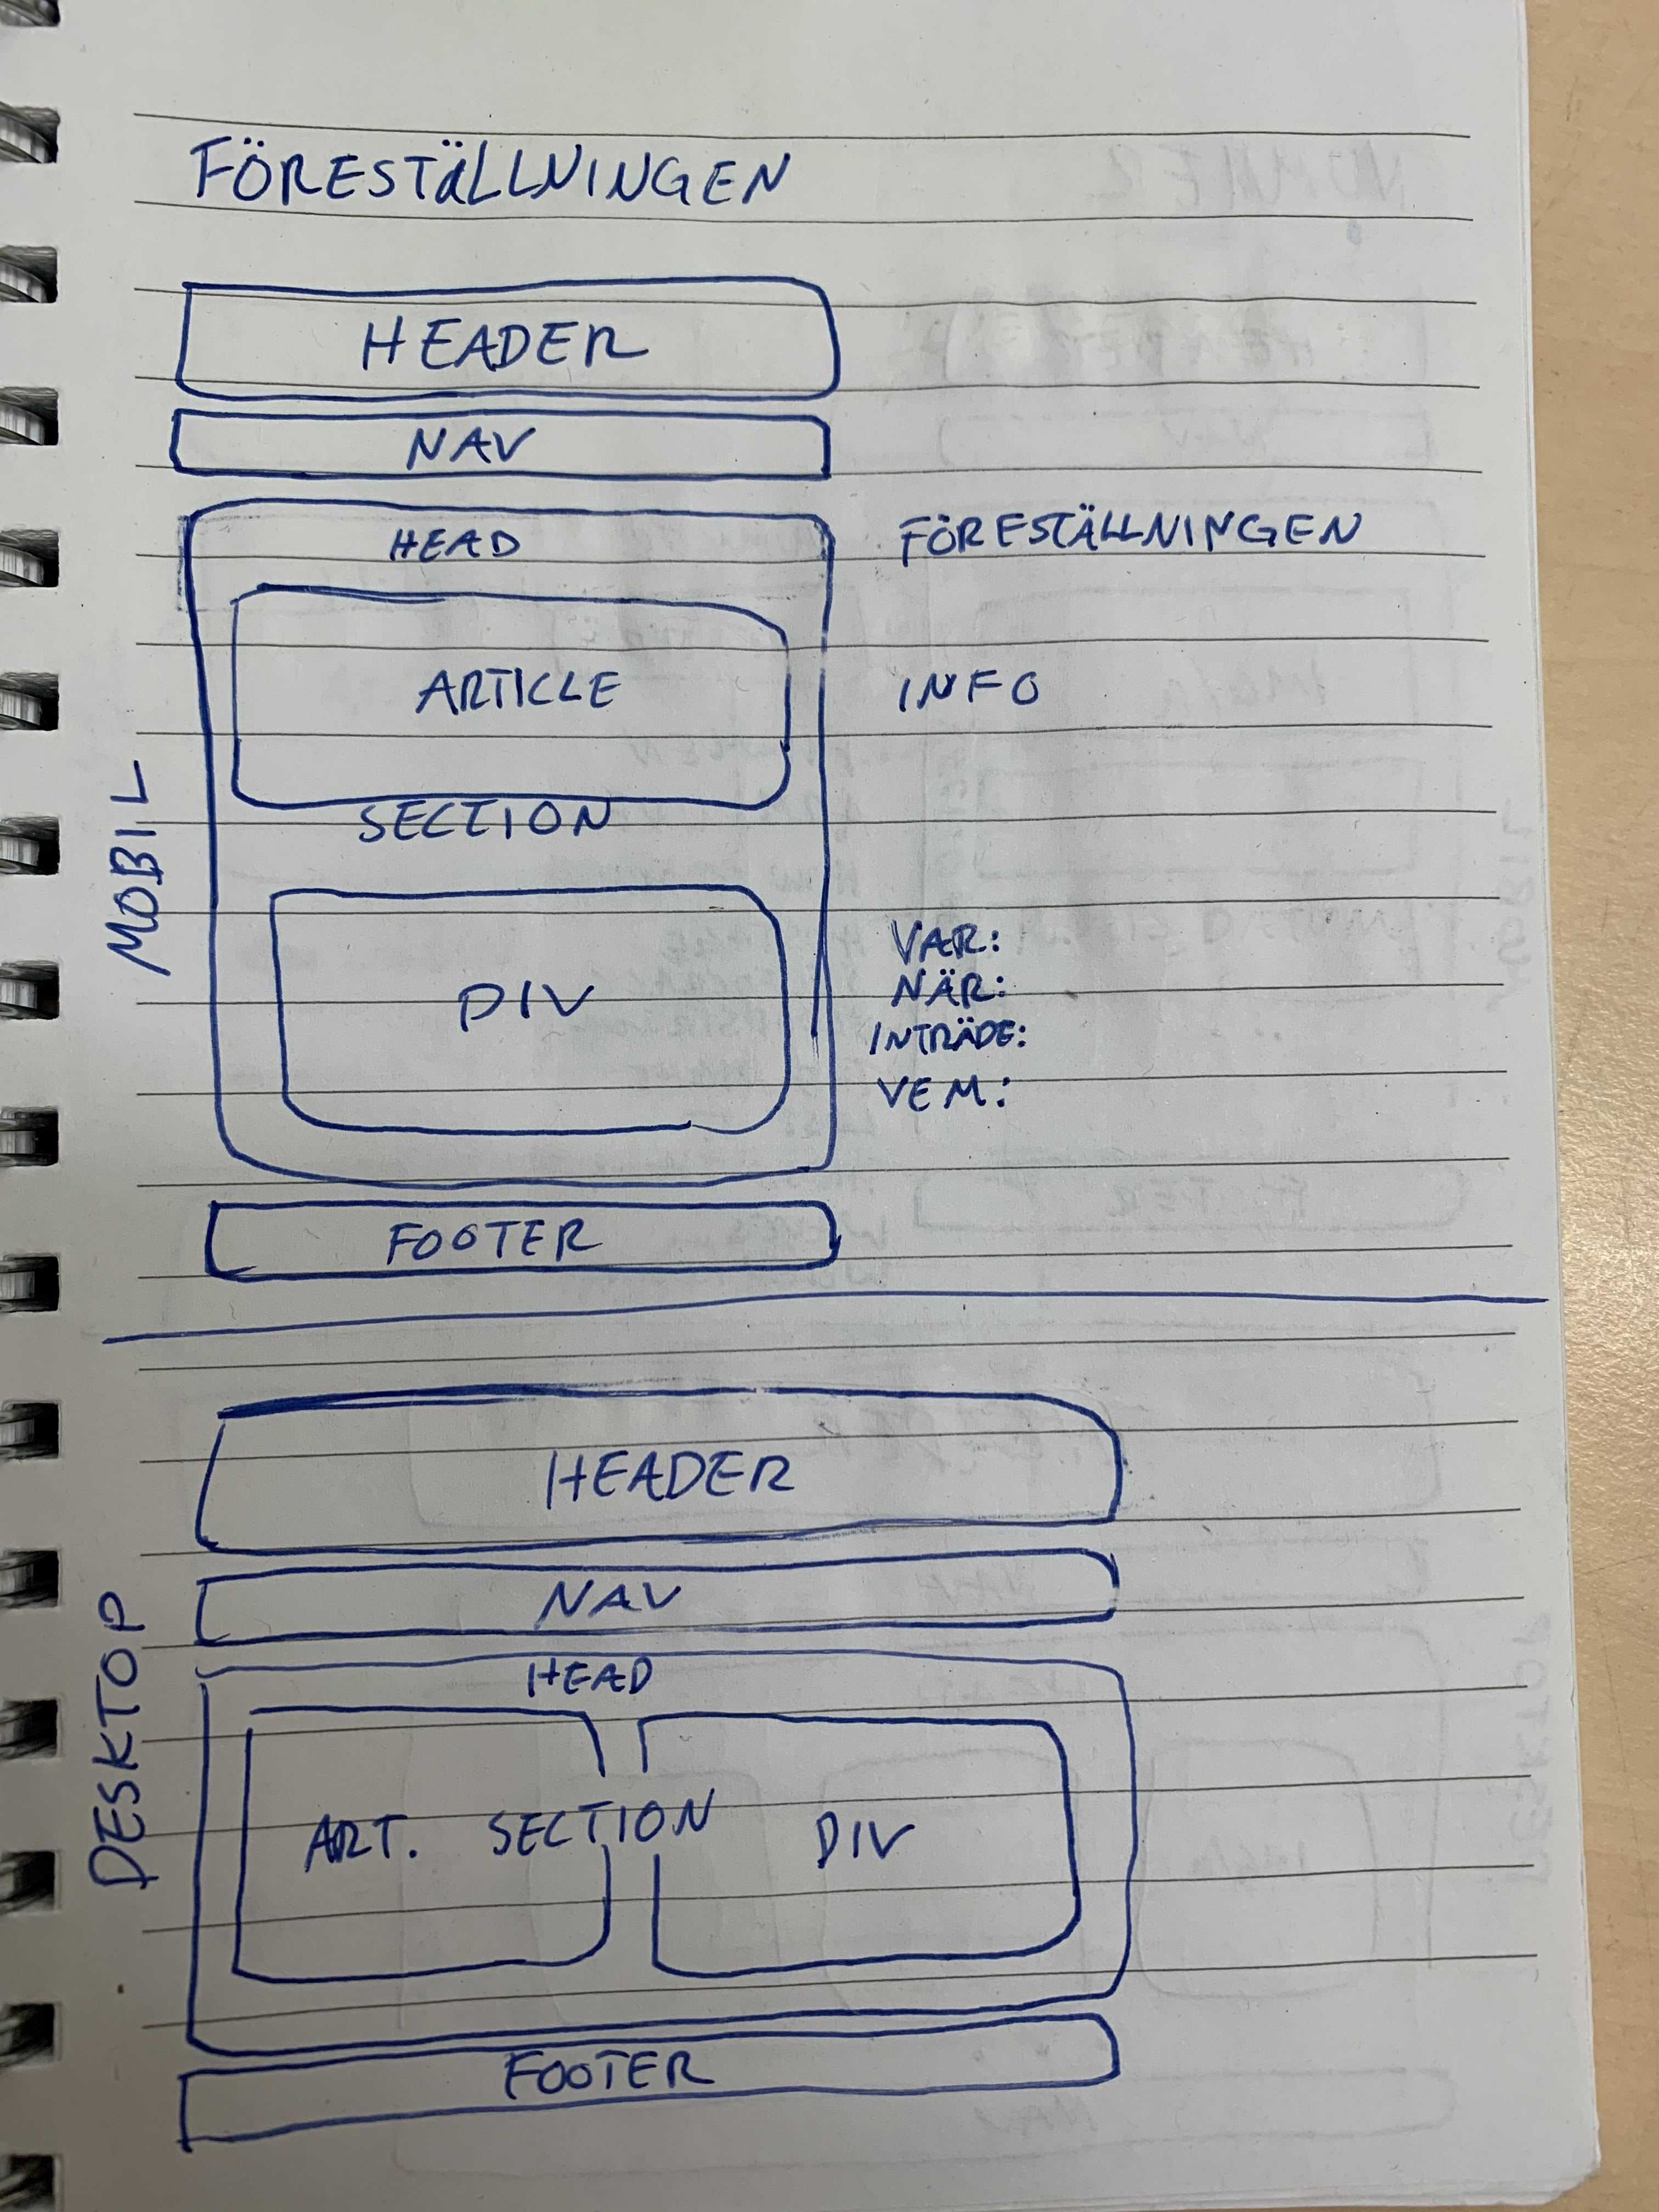 FÖRESTÄLLNINGEN
HEADER
NAV
HEAD FÖRESTÄLLNINGEN
ARTICLE INFO
SECTION
MOBIL
DIV
VAR:
NÄR:
INTRÄDE:
VEM:
FOOTER
HEADER
NAV
HEAD
DESKTOP
ART. SECTION DIV
FOOTER